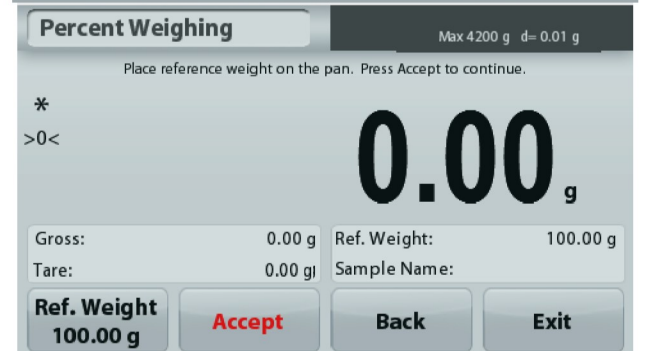 Percent Weighing
Max 4200 g d= 0.01 g
Place reference weight on the pan. Press Accept to continue.
*
>0<
0.00 g
Gross: 0.00 g
Ref. Weight: 100.00 g
Tare: 0.00 g
Sample Name:
Ref. Weight
100.00 g
Accept
Back
Exit